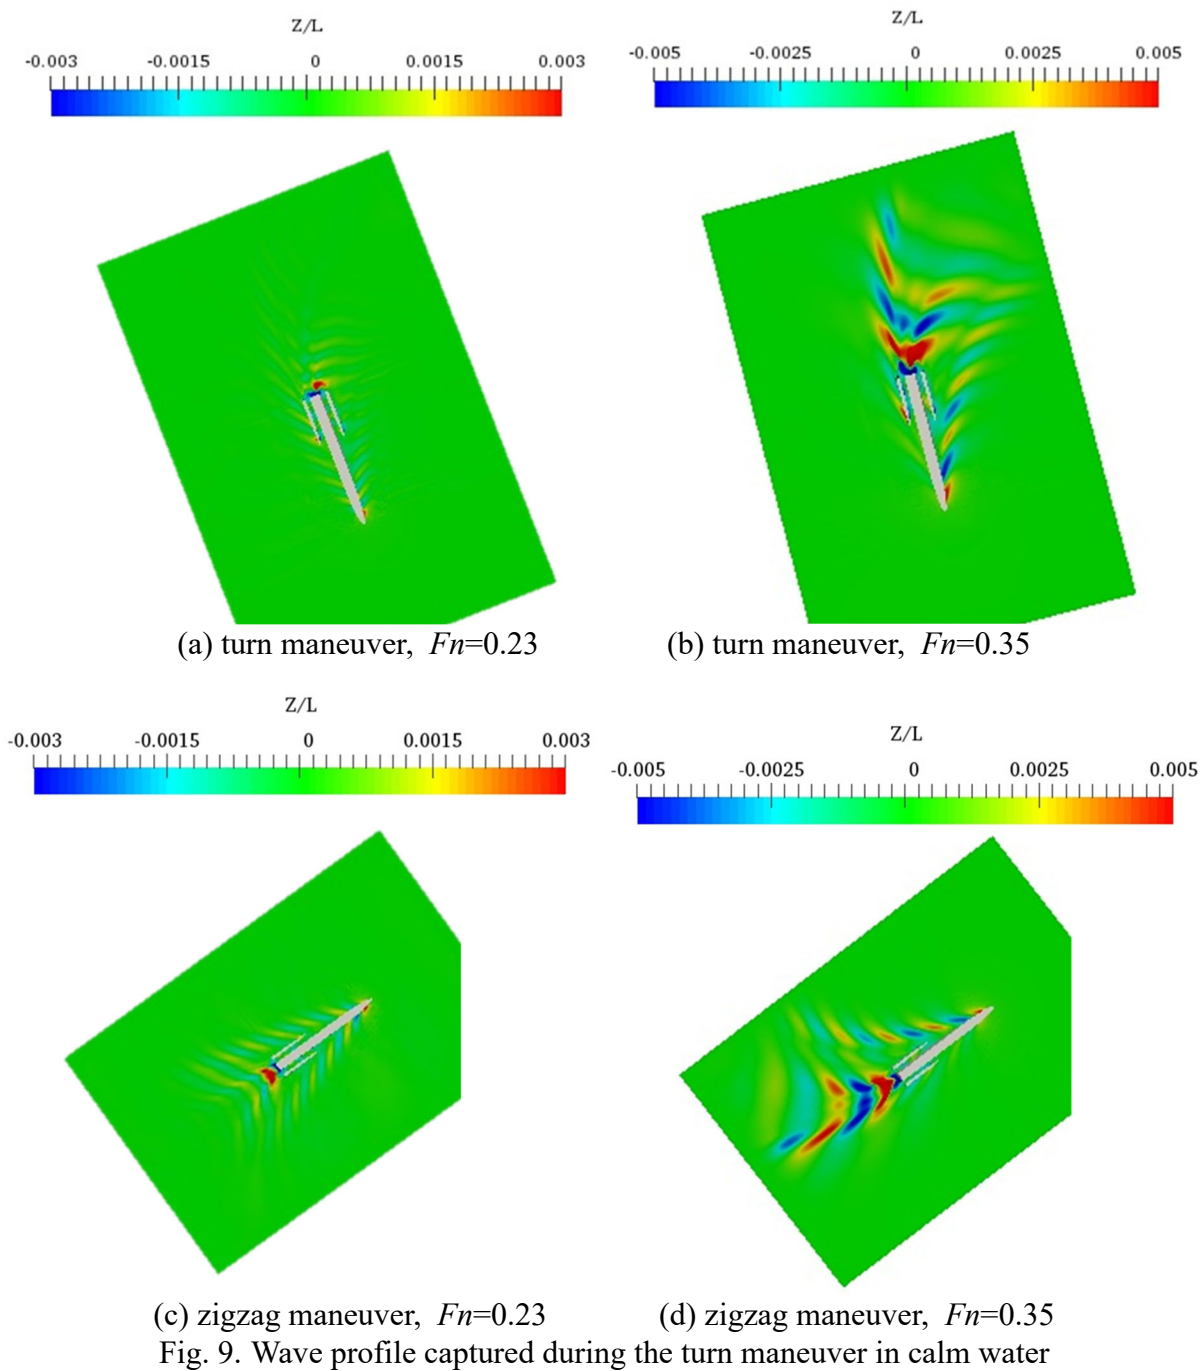 Z/L
-0.003 -0.0015 0 0.0015 0.003
Z/L
-0.005 -0.0025 0 0.0025 0.005
(a) turn maneuver, Fn=0.23
(b) turn maneuver, Fn=0.35
Z/L
-0.003 -0.0015 0 0.0015 0.003
Z/L
-0.005 -0.0025 0 0.0025 0.005
(c) zigzag maneuver, Fn=0.23
(d) zigzag maneuver, Fn=0.35
Fig. 9. Wave profile captured during the turn maneuver in calm water